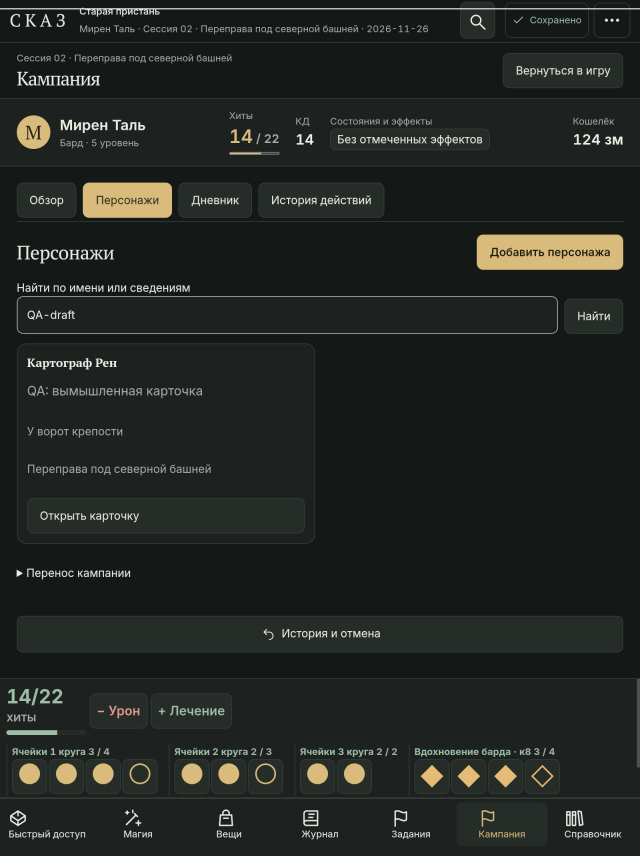 СКАЗ
Старая пристань
Мирен Таль · Сессия 02 · Переправа под северной башней · 2026-11-26
Сохранено
Сессия 02 · Переправа под северной башней
Кампания
Вернуться в игру
М
Мирен Таль
Бард · 5 уровень
Хиты
14 / 22
КД
14
Состояния и эффекты
Без отмеченных эффектов
Кошелёк
124 зм
Обзор
Персонажи
Дневник
История действий
Персонажи
Добавить персонажа
Найти по имени или сведениям
QA-draft
Найти
Картограф Рен
QA: вымышленная карточка
У ворот крепости
Переправа под северной башней
Открыть карточку
Перенос кампании
История и отмена
14/22
хиты
− Урон
+ Лечение
Ячейки 1 круга 3 / 4
Ячейки 2 круга 2 / 3
Ячейки 3 круга 2 / 2
Вдохновение барда · к8 3 / 4
Быстрый доступ
Магия
Вещи
Журнал
Задания
Кампания
Справочник